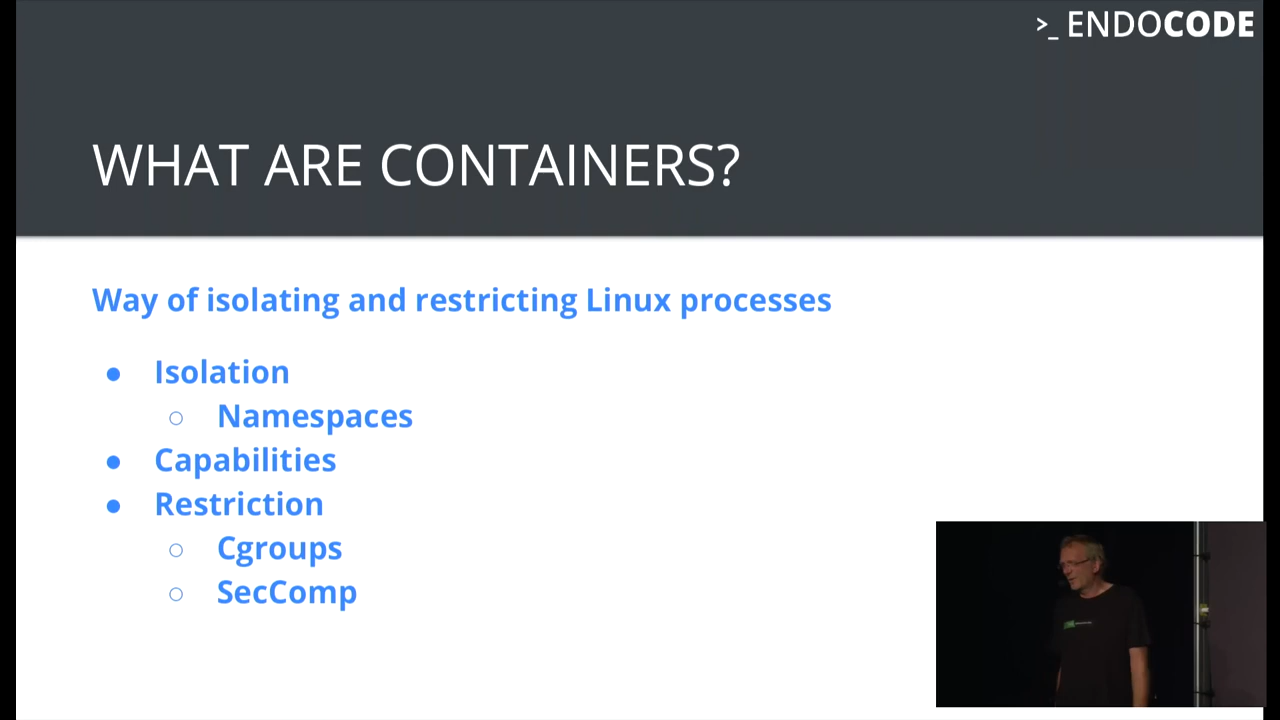 >_ ENDOCODE
WHAT ARE CONTAINERS?
Way of isolating and restricting Linux processes
● Isolation
○ Namespaces
● Capabilities
● Restriction
○ Cgroups
○ SecComp